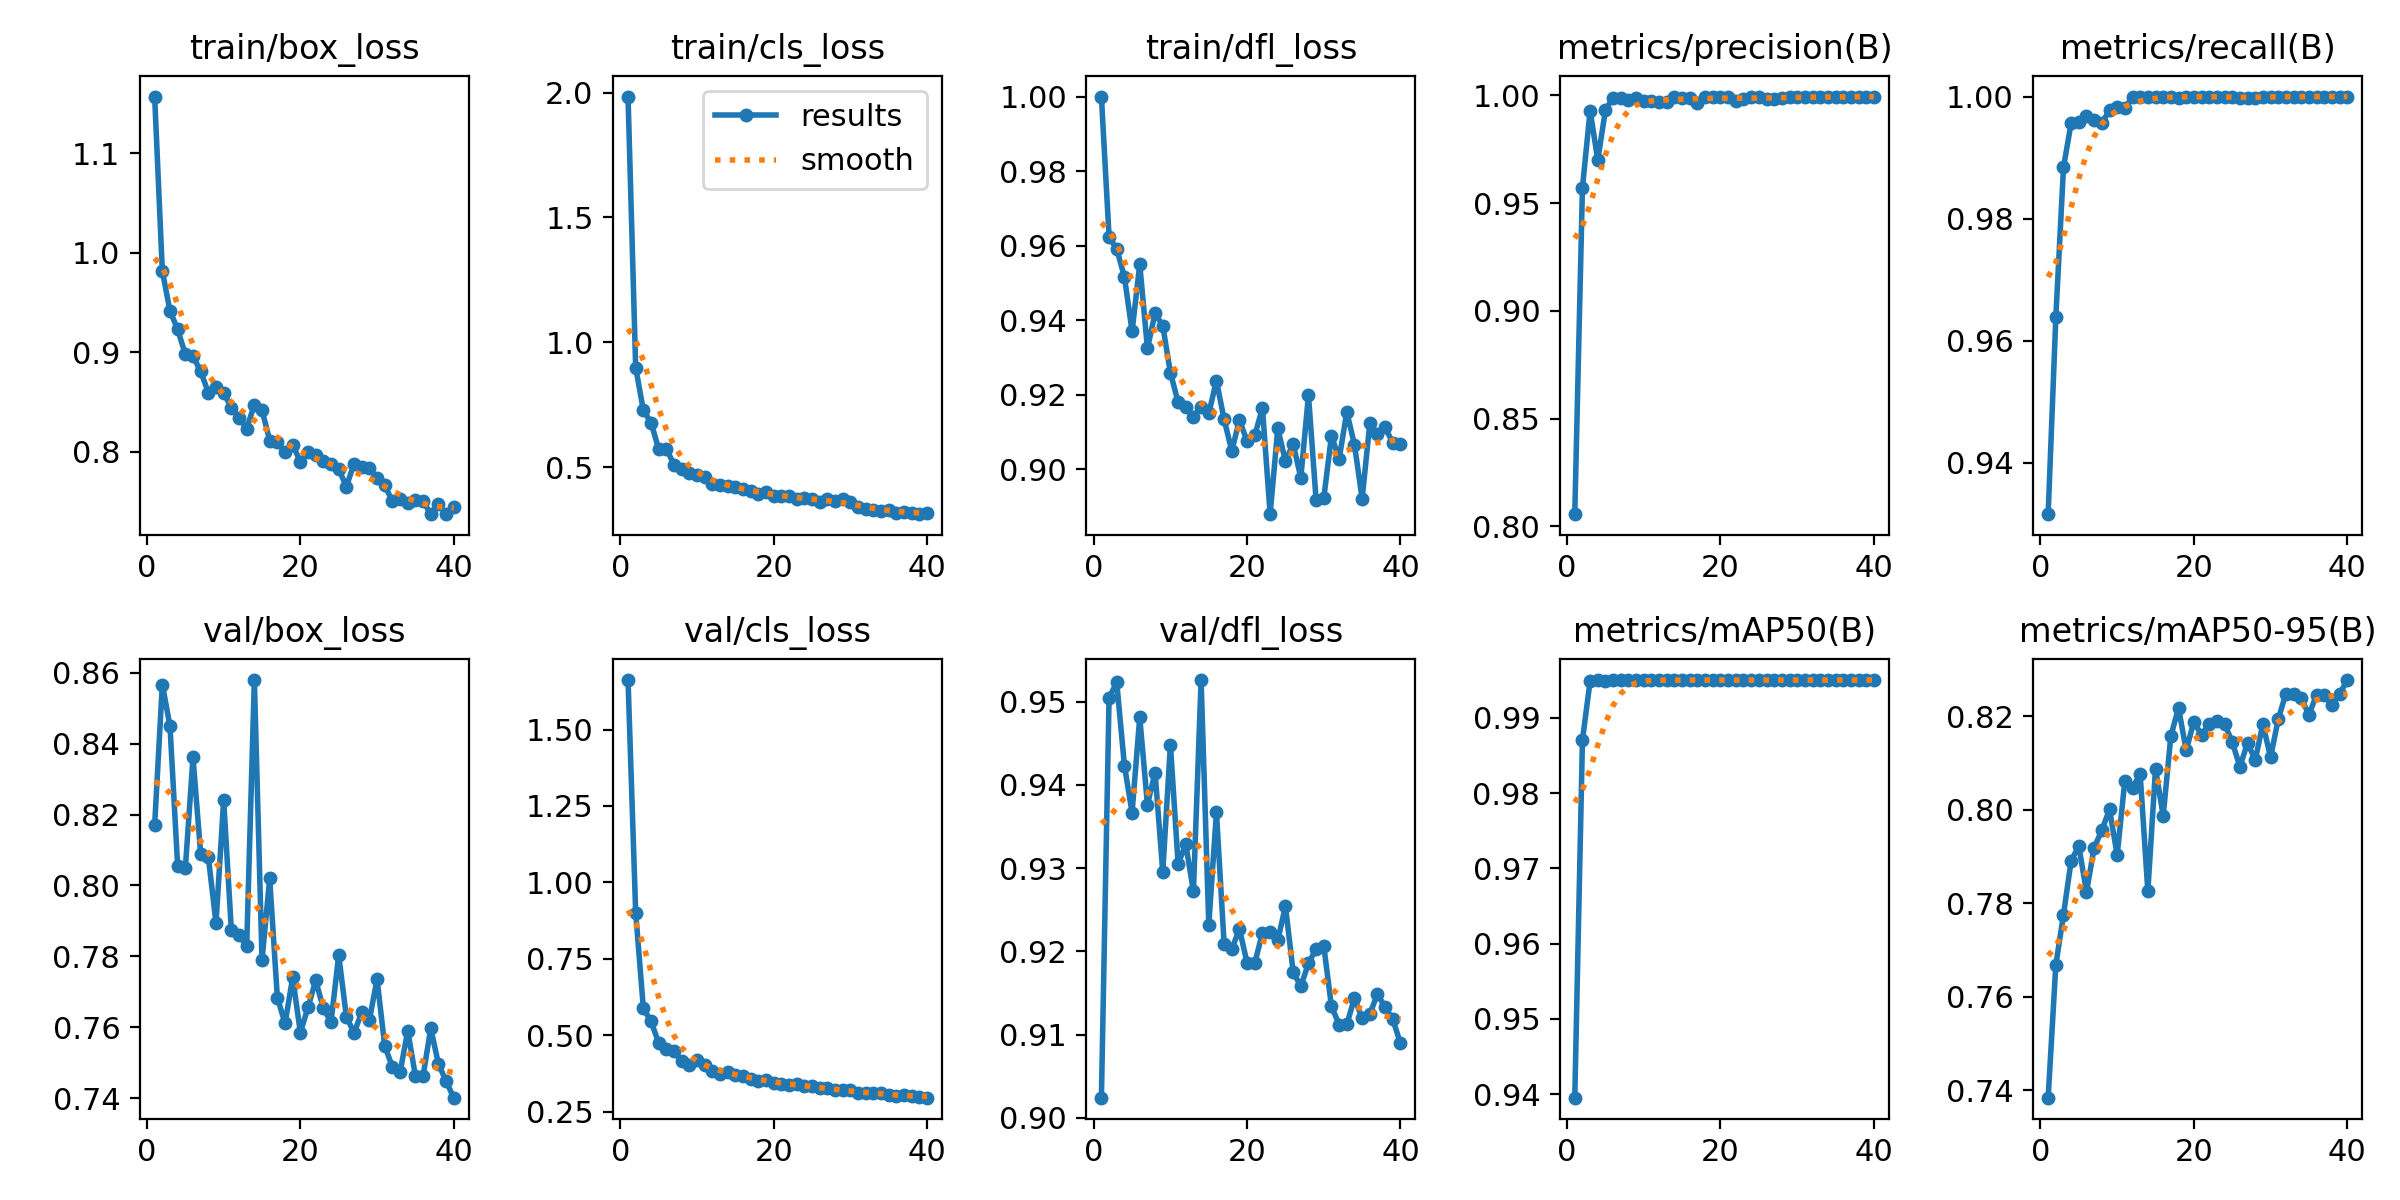 train/box_loss
1.1
1.0
0.9
0.8
0 20 40
train/cls_loss
2.0
1.5
1.0
0.5
results
smooth
0 20 40
train/dfl_loss
1.00
0.98
0.96
0.94
0.92
0.90
0 20 40
metrics/precision(B)
1.00
0.95
0.90
0.85
0.80
0 20 40
metrics/recall(B)
1.00
0.98
0.96
0.94
0 20 40
val/box_loss
0.86
0.84
0.82
0.80
0.78
0.76
0.74
0 20 40
val/cls_loss
1.50
1.25
1.00
0.75
0.50
0.25
0 20 40
val/dfl_loss
0.95
0.94
0.93
0.92
0.91
0.90
0 20 40
metrics/mAP50(B)
0.99
0.98
0.97
0.96
0.95
0.94
0 20 40
metrics/mAP50-95(B)
0.82
0.80
0.78
0.76
0.74
0 20 40